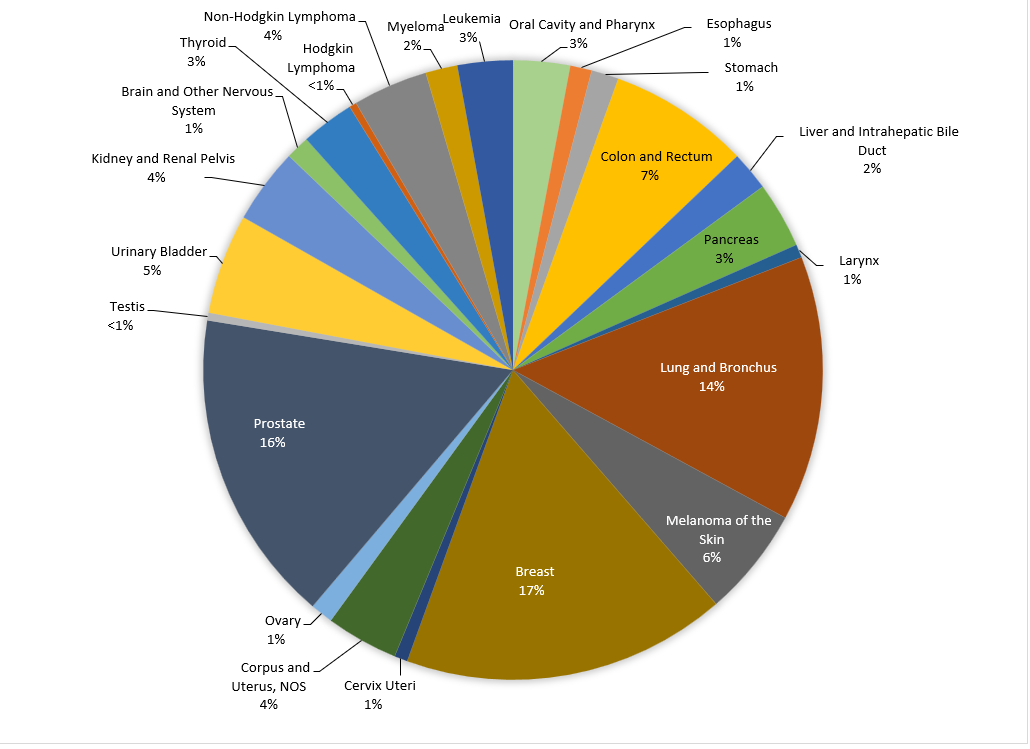 Oral Cavity and Pharynx
3%
Esophagus
1%
Stomach
1%
Colon and Rectum
7%
Liver and Intrahepatic Bile
Duct
2%
Pancreas
3%
Larynx
1%
Lung and Bronchus
14%
Melanoma of the
Skin
6%
Breast
17%
Cervix Uteri
1%
Corpus and
Uterus, NOS
4%
Ovary
1%
Prostate
16%
Testis
<1%
Urinary Bladder
5%
Kidney and Renal Pelvis
4%
Brain and Other Nervous
System
1%
Thyroid
3%
Hodgkin
Lymphoma
<1%
Non-Hodgkin Lymphoma
4%
Myeloma
2%
Leukemia
3%